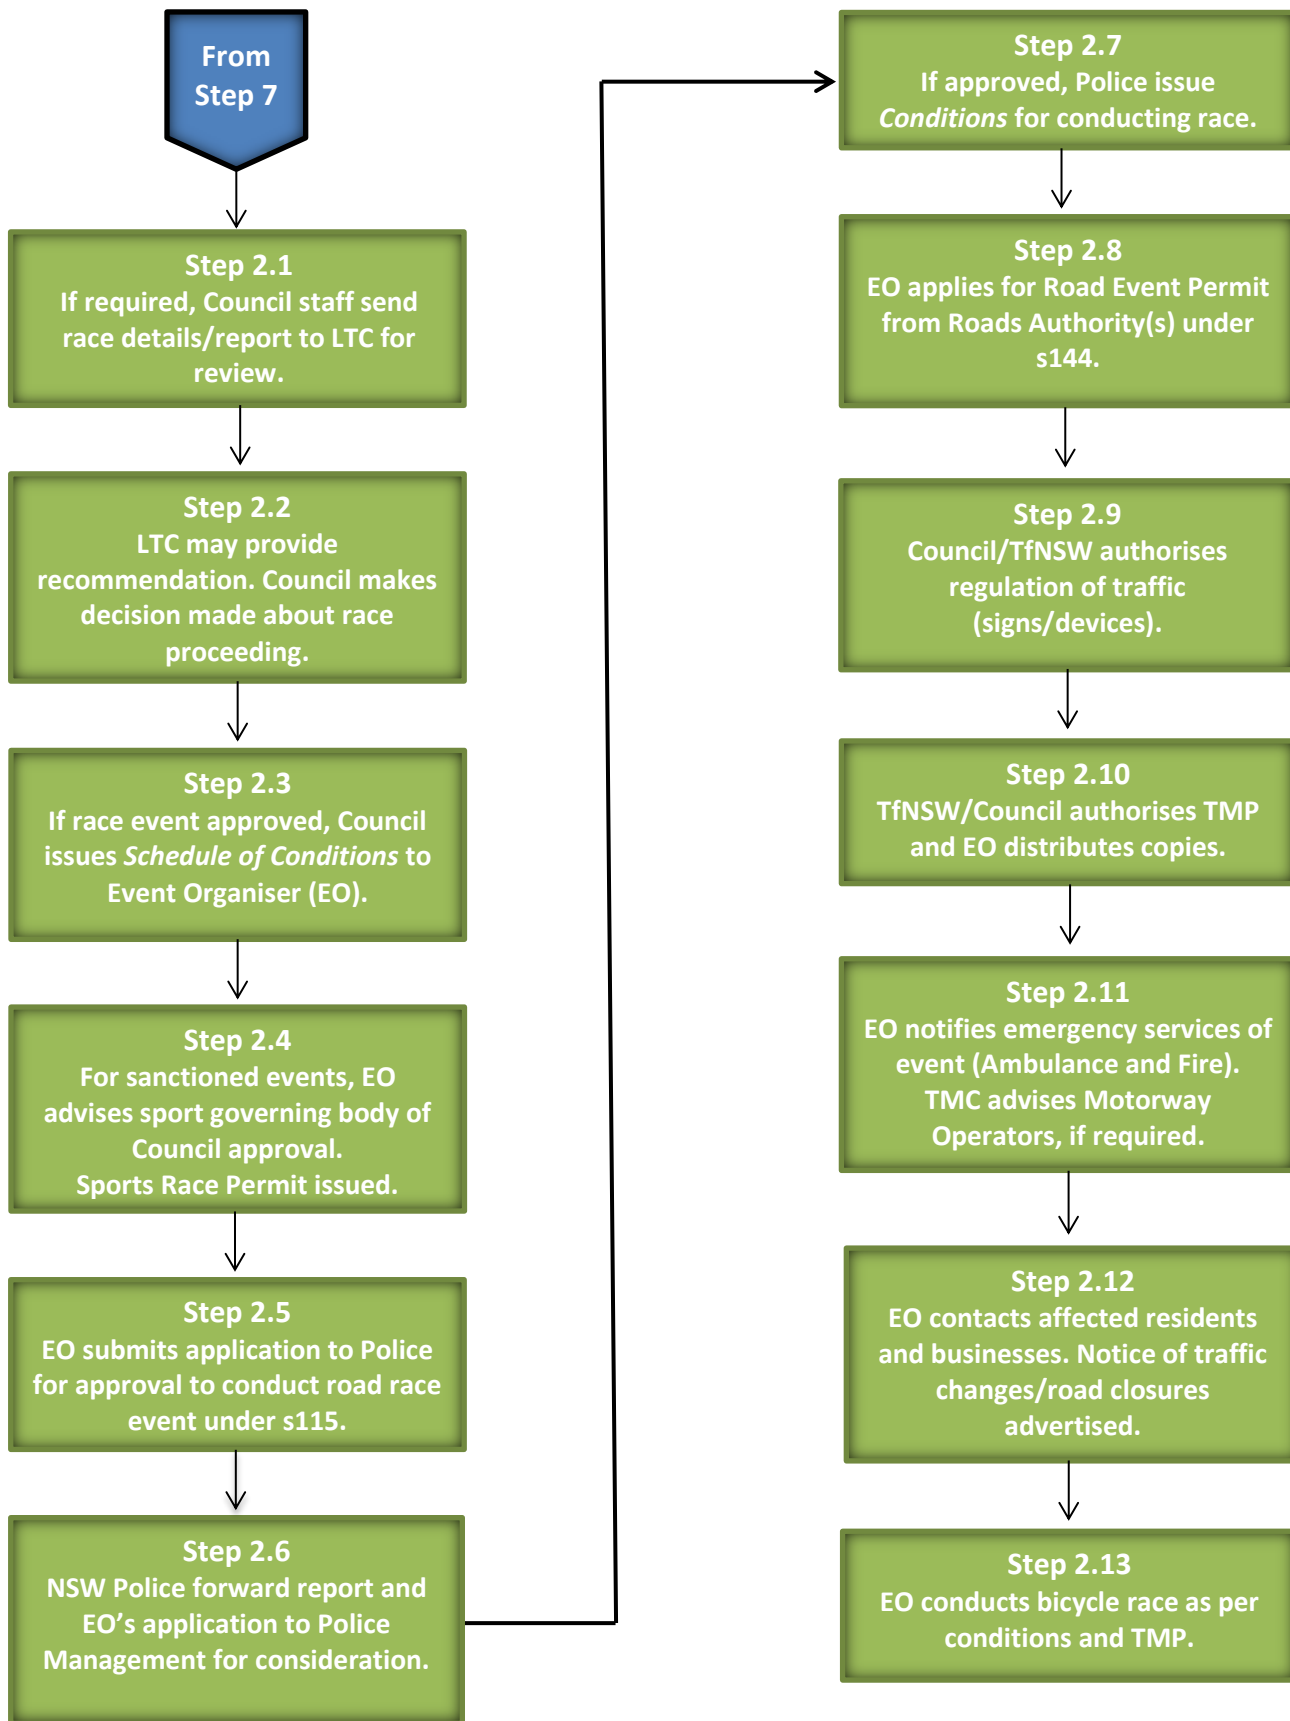 From
Step 7
Step 2.1
If required, Council staff send
race details/report to LTC for
review.
Step 2.2
LTC may provide
recommendation. Council makes
decision made about race
proceeding.
Step 2.3
If race event approved, Council
issues Schedule of Conditions to
Event Organiser (EO).
Step 2.4
For sanctioned events, EO
advises sport governing body of
Council approval.
Sports Race Permit issued.
Step 2.5
EO submits application to Police
for approval to conduct road race
event under s115.
Step 2.6
NSW Police forward report and
EO’s application to Police
Management for consideration.
Step 2.7
If approved, Police issue
Conditions for conducting race.
Step 2.8
EO applies for Road Event Permit
from Roads Authority(s) under
s144.
Step 2.9
Council/TfNSW authorises
regulation of traffic
(signs/devices).
Step 2.10
TfNSW/Council authorises TMP
and EO distributes copies.
Step 2.11
EO notifies emergency services of
event (Ambulance and Fire).
TMC advises Motorway
Operators, if required.
Step 2.12
EO contacts affected residents
and businesses. Notice of traffic
changes/road closures
advertised.
Step 2.13
EO conducts bicycle race as per
conditions and TMP.